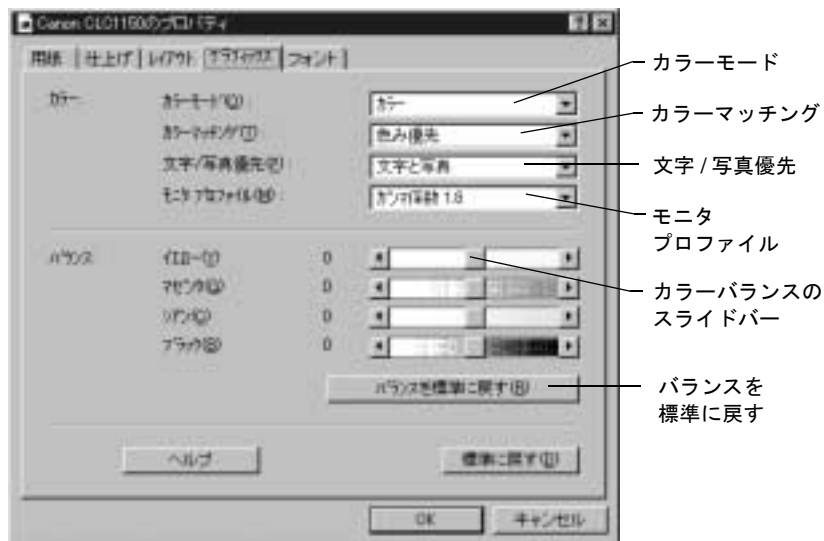 Canon CLC1150のプロパティ
用紙 仕上げ レイアウト グラフィックス フォント
カラー カラーモード(O) カラー
カラーマッチング(T) 色み優先
文字/写真優先(P) 文字と写真
モニタ プロファイル(M) ガンマ係数 1.8
バランス イエロー(Y) 0
マゼンタ(G) 0
シアン(C) 0
ブラック(B) 0
バランスを標準に戻す(R)
ヘルプ 標準に戻す(D)
OK キャンセル
カラーモード
カラーマッチング
文字 / 写真優先
モニタ
プロファイル
カラーバランスの
スライドバー
バランスを
標準に戻す